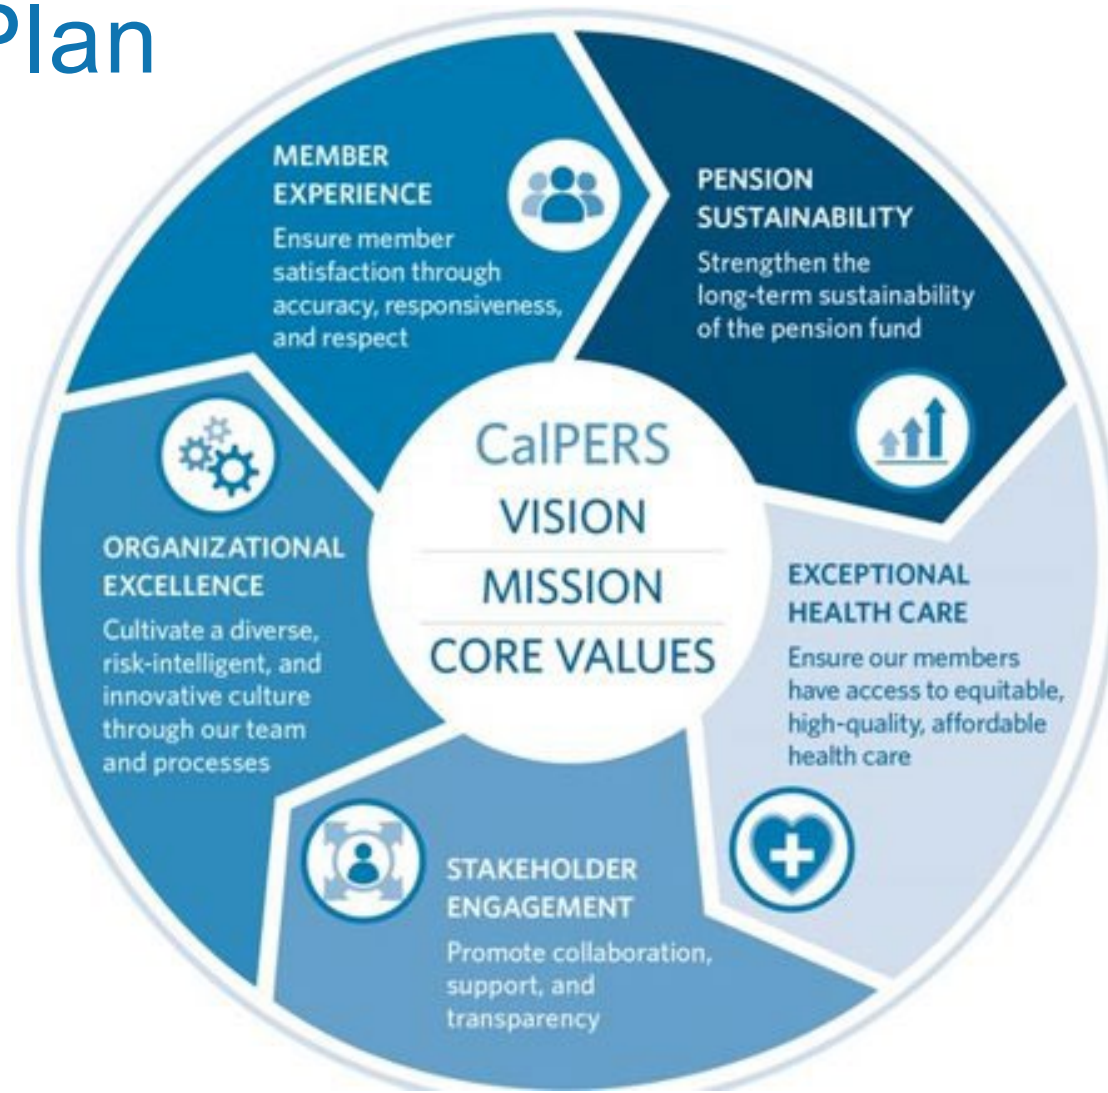 Plan
MEMBER
EXPERIENCE
Ensure member
satisfaction through
accuracy, responsiveness,
and respect
PENSION
SUSTAINABILITY
Strengthen the
long-term sustainability
of the pension fund
CalPERS
VISION
MISSION
CORE VALUES
ORGANIZATIONAL
EXCELLENCE
Cultivate a diverse,
risk-intelligent, and
innovative culture
through our team
and processes
EXCEPTIONAL
HEALTH CARE
Ensure our members
have access to equitable,
high-quality, affordable
health care
STAKEHOLDER
ENGAGEMENT
Promote collaboration,
support, and
transparency